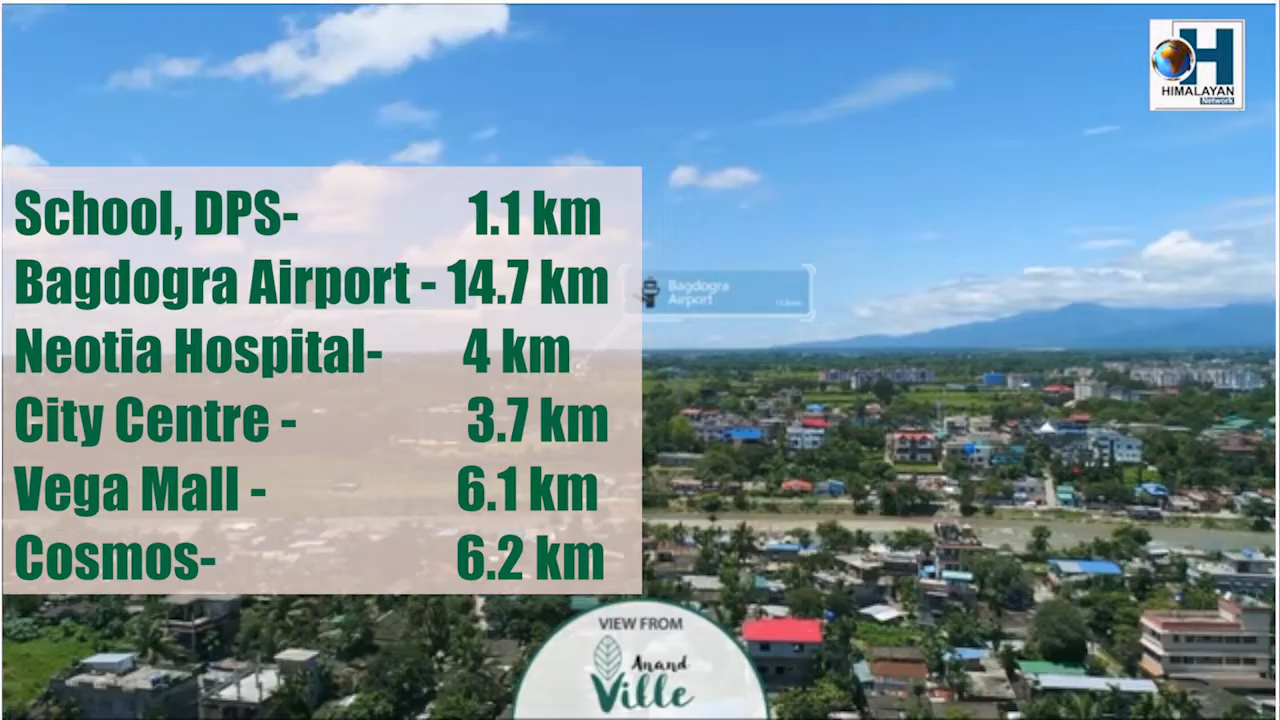 HIMALAYAN
Network
School, DPS- 1.1 km
Bagdogra Airport - 14.7 km
Neotia Hospital- 4 km
City Centre - 3.7 km
Vega Mall - 6.1 km
Cosmos- 6.2 km
Bagdogra
Airport
VIEW FROM
Anand
Ville